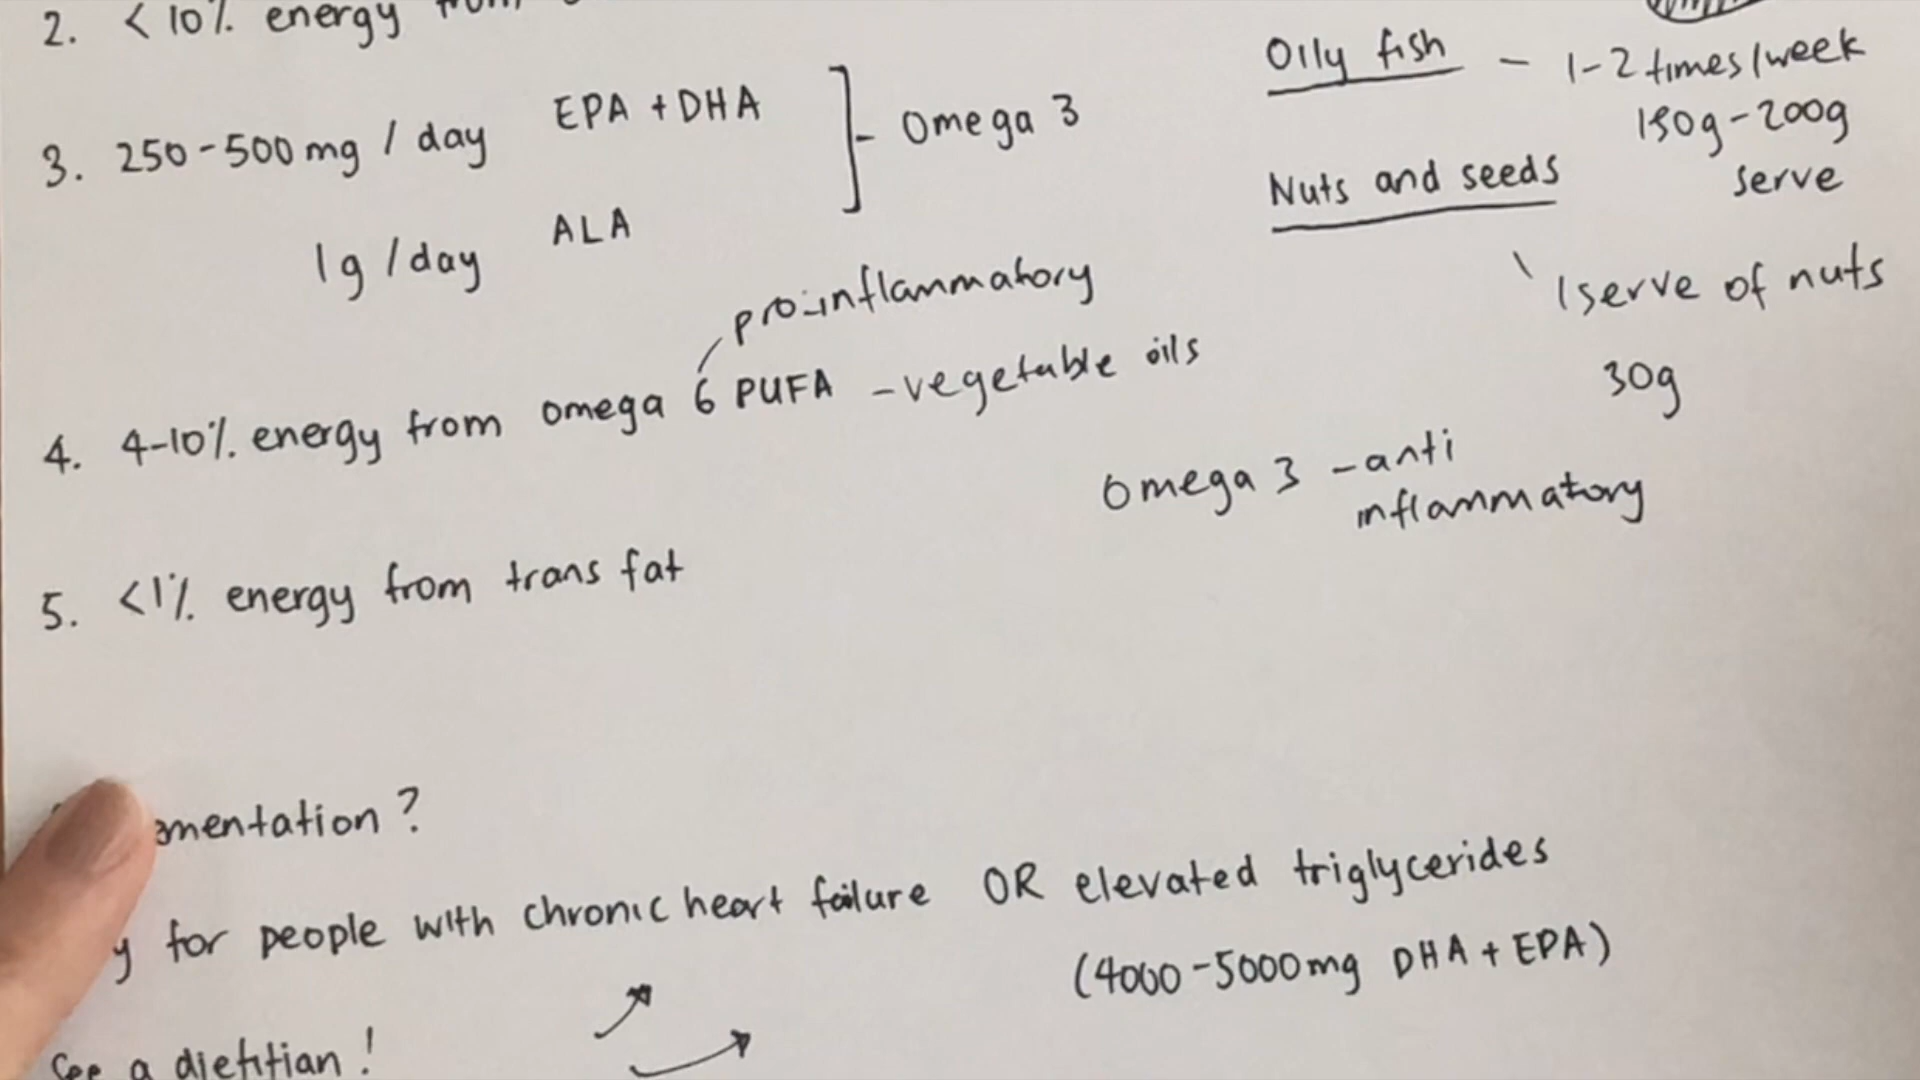 2. < 10% energy from
3. 250-500mg / day EPA + DHA
1g / day ALA
Omega 3
Oily fish - 1-2 times/week
150g-200g
serve
Nuts and seeds
1 serve of nuts
30g
pro-inflammatory
4. 4-10% energy from omega 6 PUFA - vegetable oils
Omega 3 - anti
inflammatory
5. <1% energy from trans fat
mentation?
y for people with chronic heart failure OR elevated triglycerides
(4000-5000mg DHA + EPA)
See a dietitian!